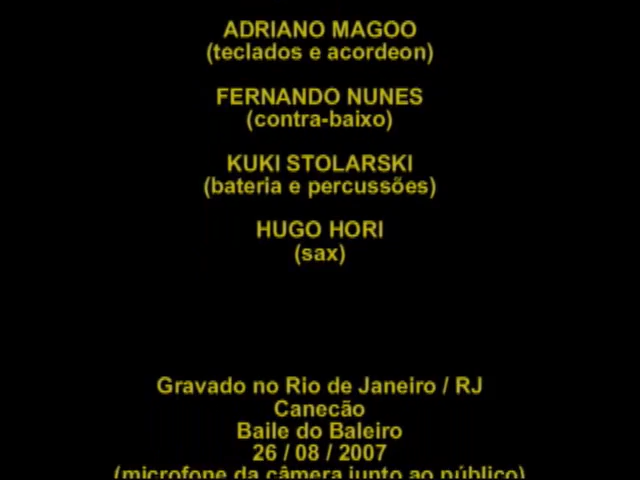 ADRIANO MAGOO
(teclados e acordeon)
FERNANDO NUNES
(contra-baixo)
KUKI STOLARSKI
(bateria e percussões)
HUGO HORI
(sax)
Gravado no Rio de Janeiro / RJ
Canecão
Baile do Baleiro
26 / 08 / 2007
(microfone da câmera junto ao público)